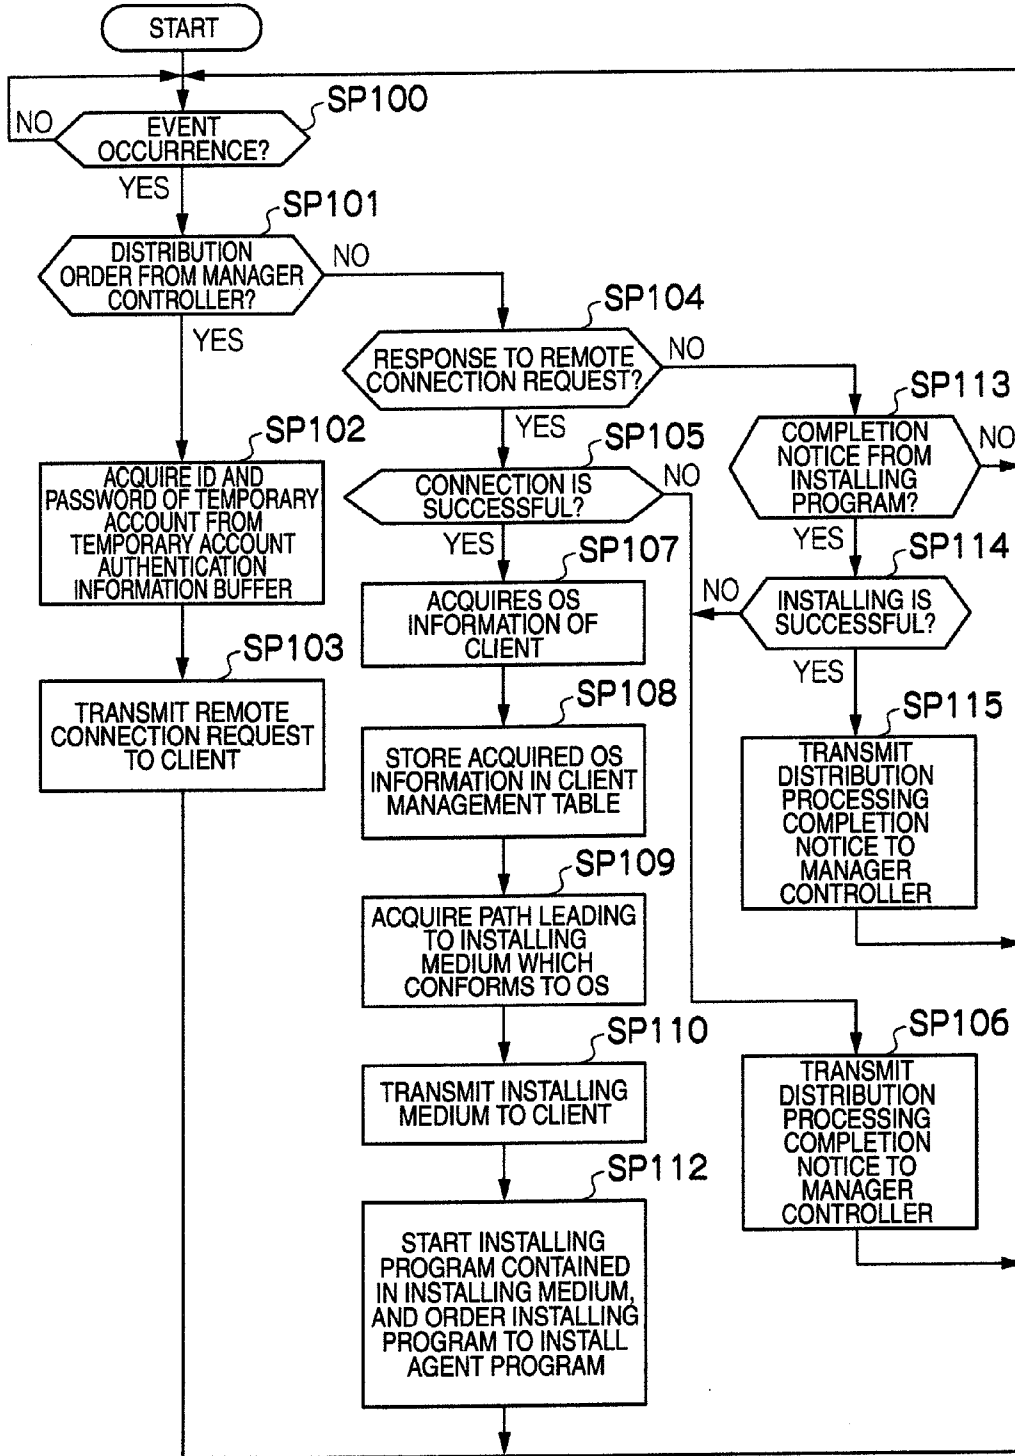 START
SP100
NO
EVENT
OCCURRENCE?
YES
SP101
DISTRIBUTION
ORDER FROM MANAGER
CONTROLLER?
NO
YES
SP104
RESPONSE TO REMOTE
CONNECTION REQUEST?
NO
YES
SP113
COMPLETION
NOTICE FROM
INSTALLING
PROGRAM?
NO
YES
SP102
ACQUIRE ID AND
PASSWORD OF TEMPORARY
ACCOUNT FROM
TEMPORARY ACCOUNT
AUTHENTICATION
INFORMATION BUFFER
SP105
CONNECTION IS
SUCCESSFUL?
NO
YES
SP114
NO
INSTALLING IS
SUCCESSFUL?
YES
SP107
ACQUIRES OS
INFORMATION OF
CLIENT
SP103
TRANSMIT REMOTE
CONNECTION REQUEST
TO CLIENT
SP108
STORE ACQUIRED OS
INFORMATION IN CLIENT
MANAGEMENT TABLE
SP115
TRANSMIT
DISTRIBUTION
PROCESSING
COMPLETION
NOTICE TO
MANAGER
CONTROLLER
SP109
ACQUIRE PATH LEADING
TO INSTALLING
MEDIUM WHICH
CONFORMS TO OS
SP110
TRANSMIT INSTALLING
MEDIUM TO CLIENT
SP106
TRANSMIT
DISTRIBUTION
PROCESSING
COMPLETION
NOTICE TO
MANAGER
CONTROLLER
SP112
START INSTALLING
PROGRAM CONTAINED
IN INSTALLING MEDIUM,
AND ORDER INSTALLING
PROGRAM TO INSTALL
AGENT PROGRAM